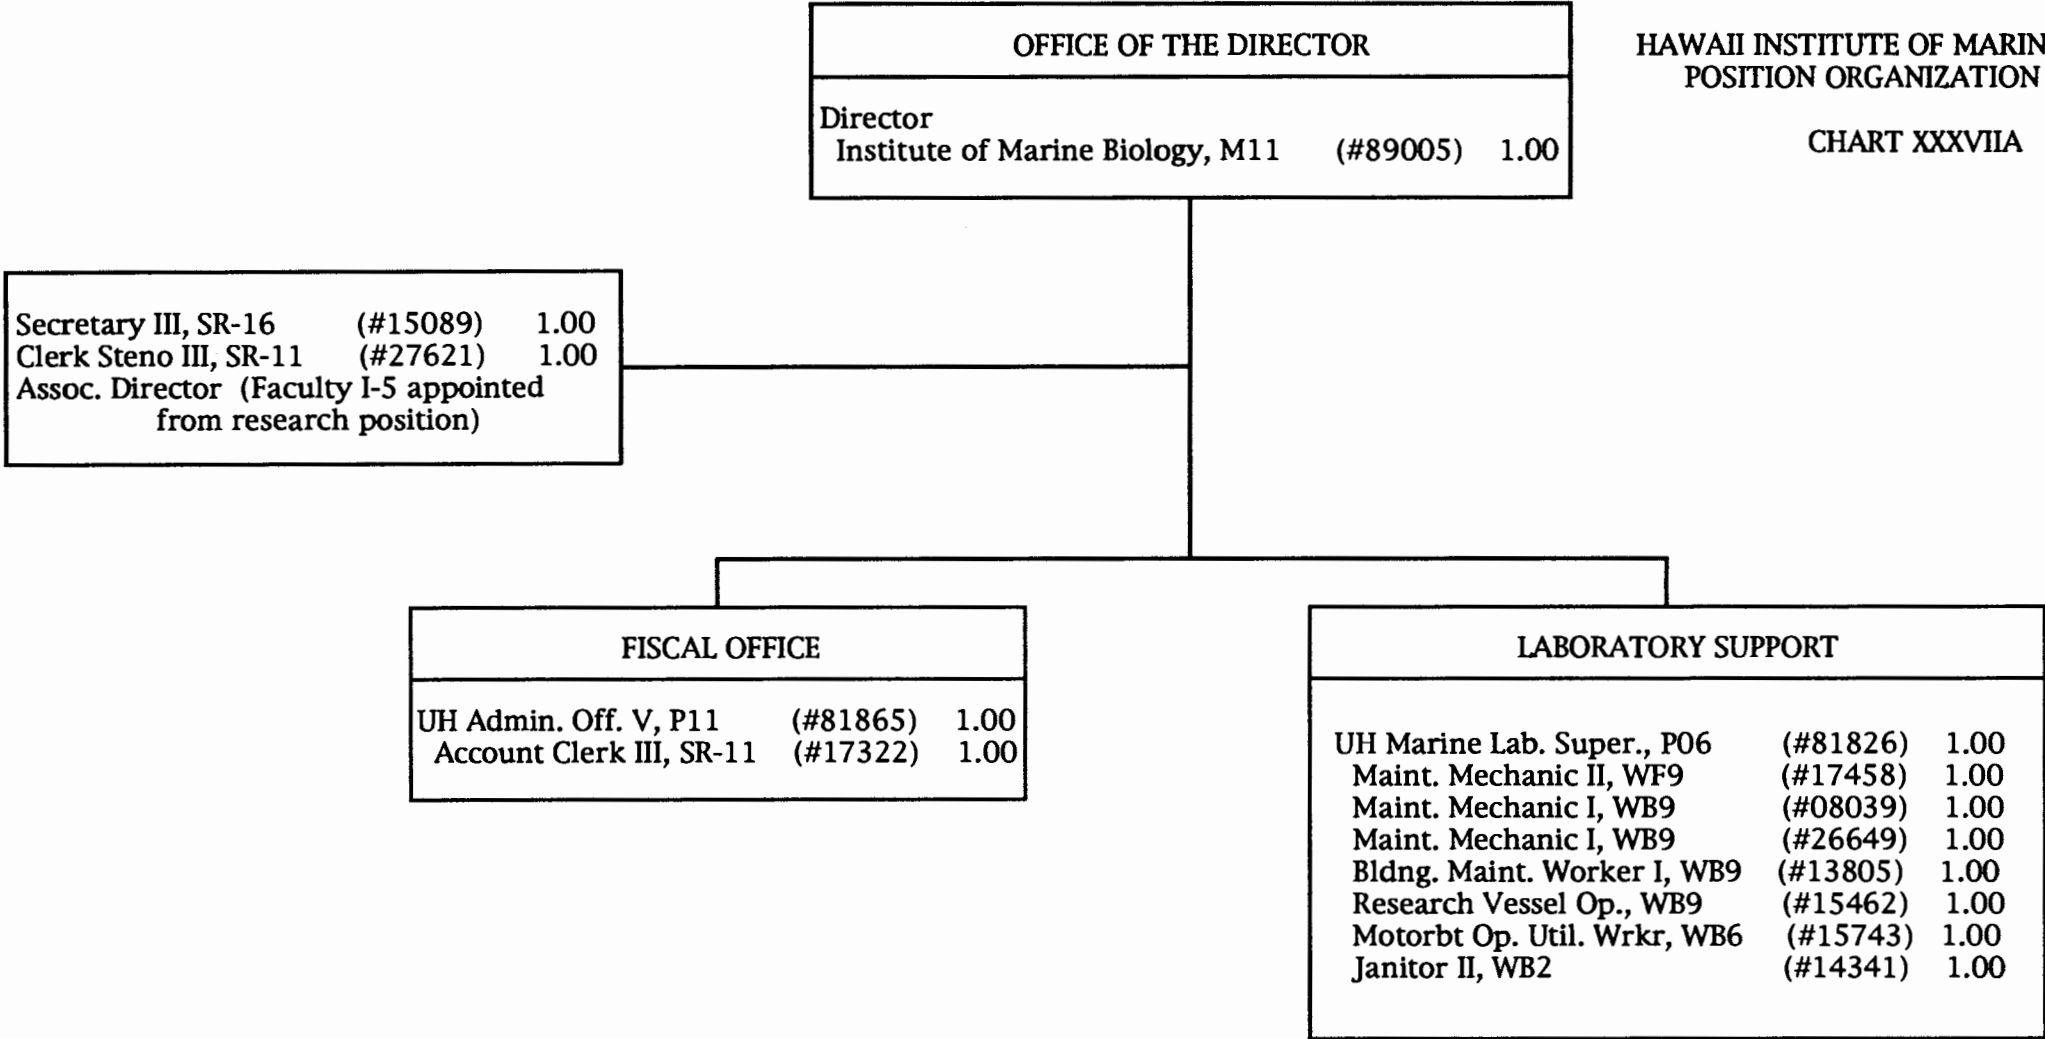 OFFICE OF THE DIRECTOR
Director
Institute of Marine Biology, M11 (#89005) 1.00
HAWAII INSTITUTE OF MARIN
POSITION ORGANIZATION
CHART XXXVIIA
Secretary III, SR-16 (#15089) 1.00
Clerk Steno III, SR-11 (#27621) 1.00
Assoc. Director (Faculty I-5 appointed
from research position)
FISCAL OFFICE
UH Admin. Off. V, P11 (#81865) 1.00
Account Clerk III, SR-11 (#17322) 1.00
LABORATORY SUPPORT
UH Marine Lab. Super., P06 (#81826) 1.00
Maint. Mechanic II, WF9 (#17458) 1.00
Maint. Mechanic I, WB9 (#08039) 1.00
Maint. Mechanic I, WB9 (#26649) 1.00
Bldng. Maint. Worker I, WB9 (#13805) 1.00
Research Vessel Op., WB9 (#15462) 1.00
Motorbt Op. Util. Wrkr, WB6 (#15743) 1.00
Janitor II, WB2 (#14341) 1.00